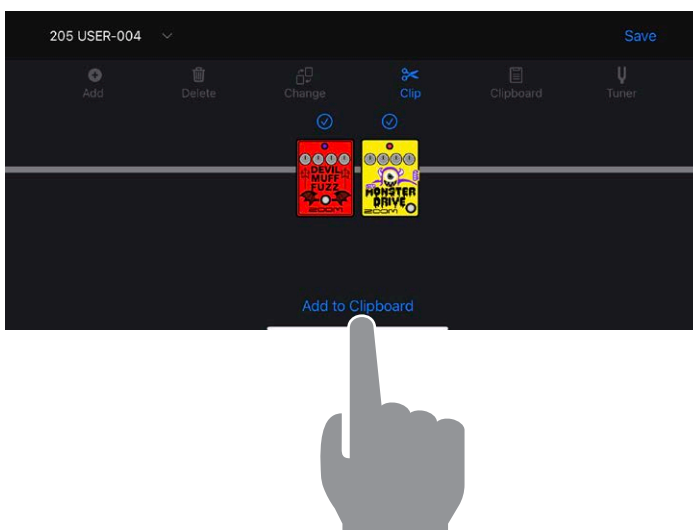 205 USER-004
Save
Add
Delete
Change
Clip
Clipboard
Tuner
DEVIL
MUFF
FUZZ
ZOOM
MONSTER
DRIVE
ZOOM
Add to Clipboard